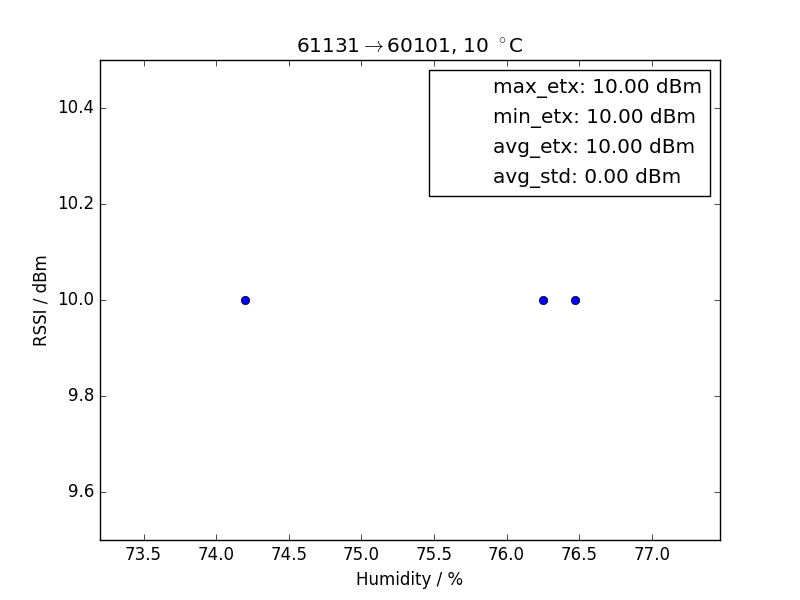 61131→60101, 10 °C
max_etx: 10.00 dBm
min_etx: 10.00 dBm
avg_etx: 10.00 dBm
avg_std: 0.00 dBm
RSSI / dBm
10.4
10.2
10.0
9.8
9.6
73.5 74.0 74.5 75.0 75.5 76.0 76.5 77.0
Humidity / %